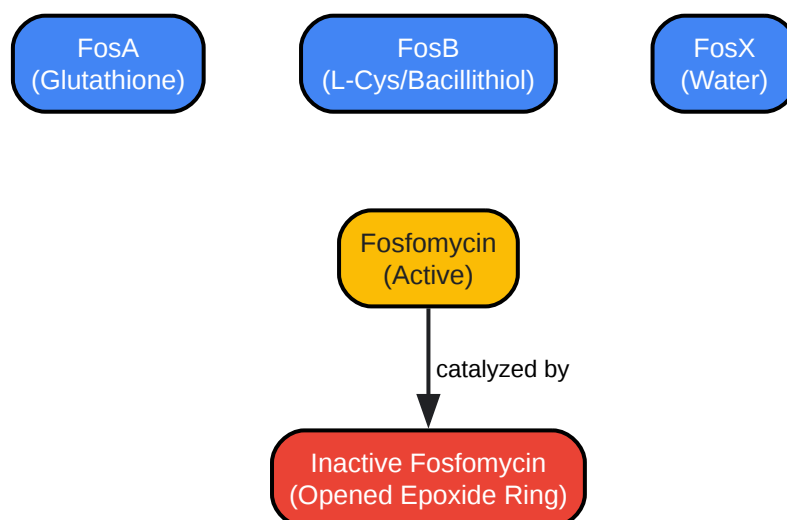 FosA
(Glutathione)
FosB
(L-Cys/Bacillithiol)
FosX
(Water)
Fosfomycin
(Active)
catalyzed by
Inactive Fosfomycin
(Opened Epoxide Ring)